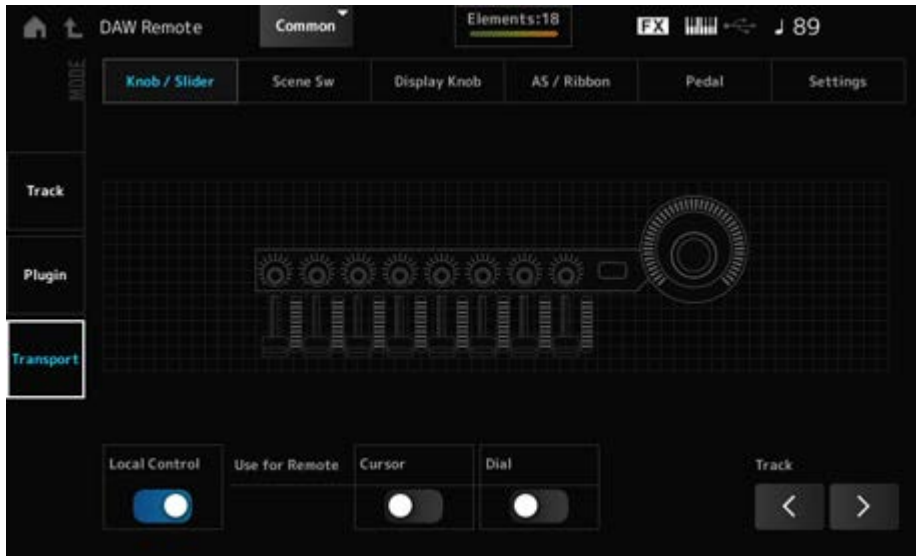 DAW Remote
Common
Elements:18
FX
♩ 89
MODE
Knob / Slider
Scene Sw
Display Knob
AS / Ribbon
Pedal
Settings
Track
Plugin
Transport
Local Control
Use for Remote
Cursor
Dial
Track